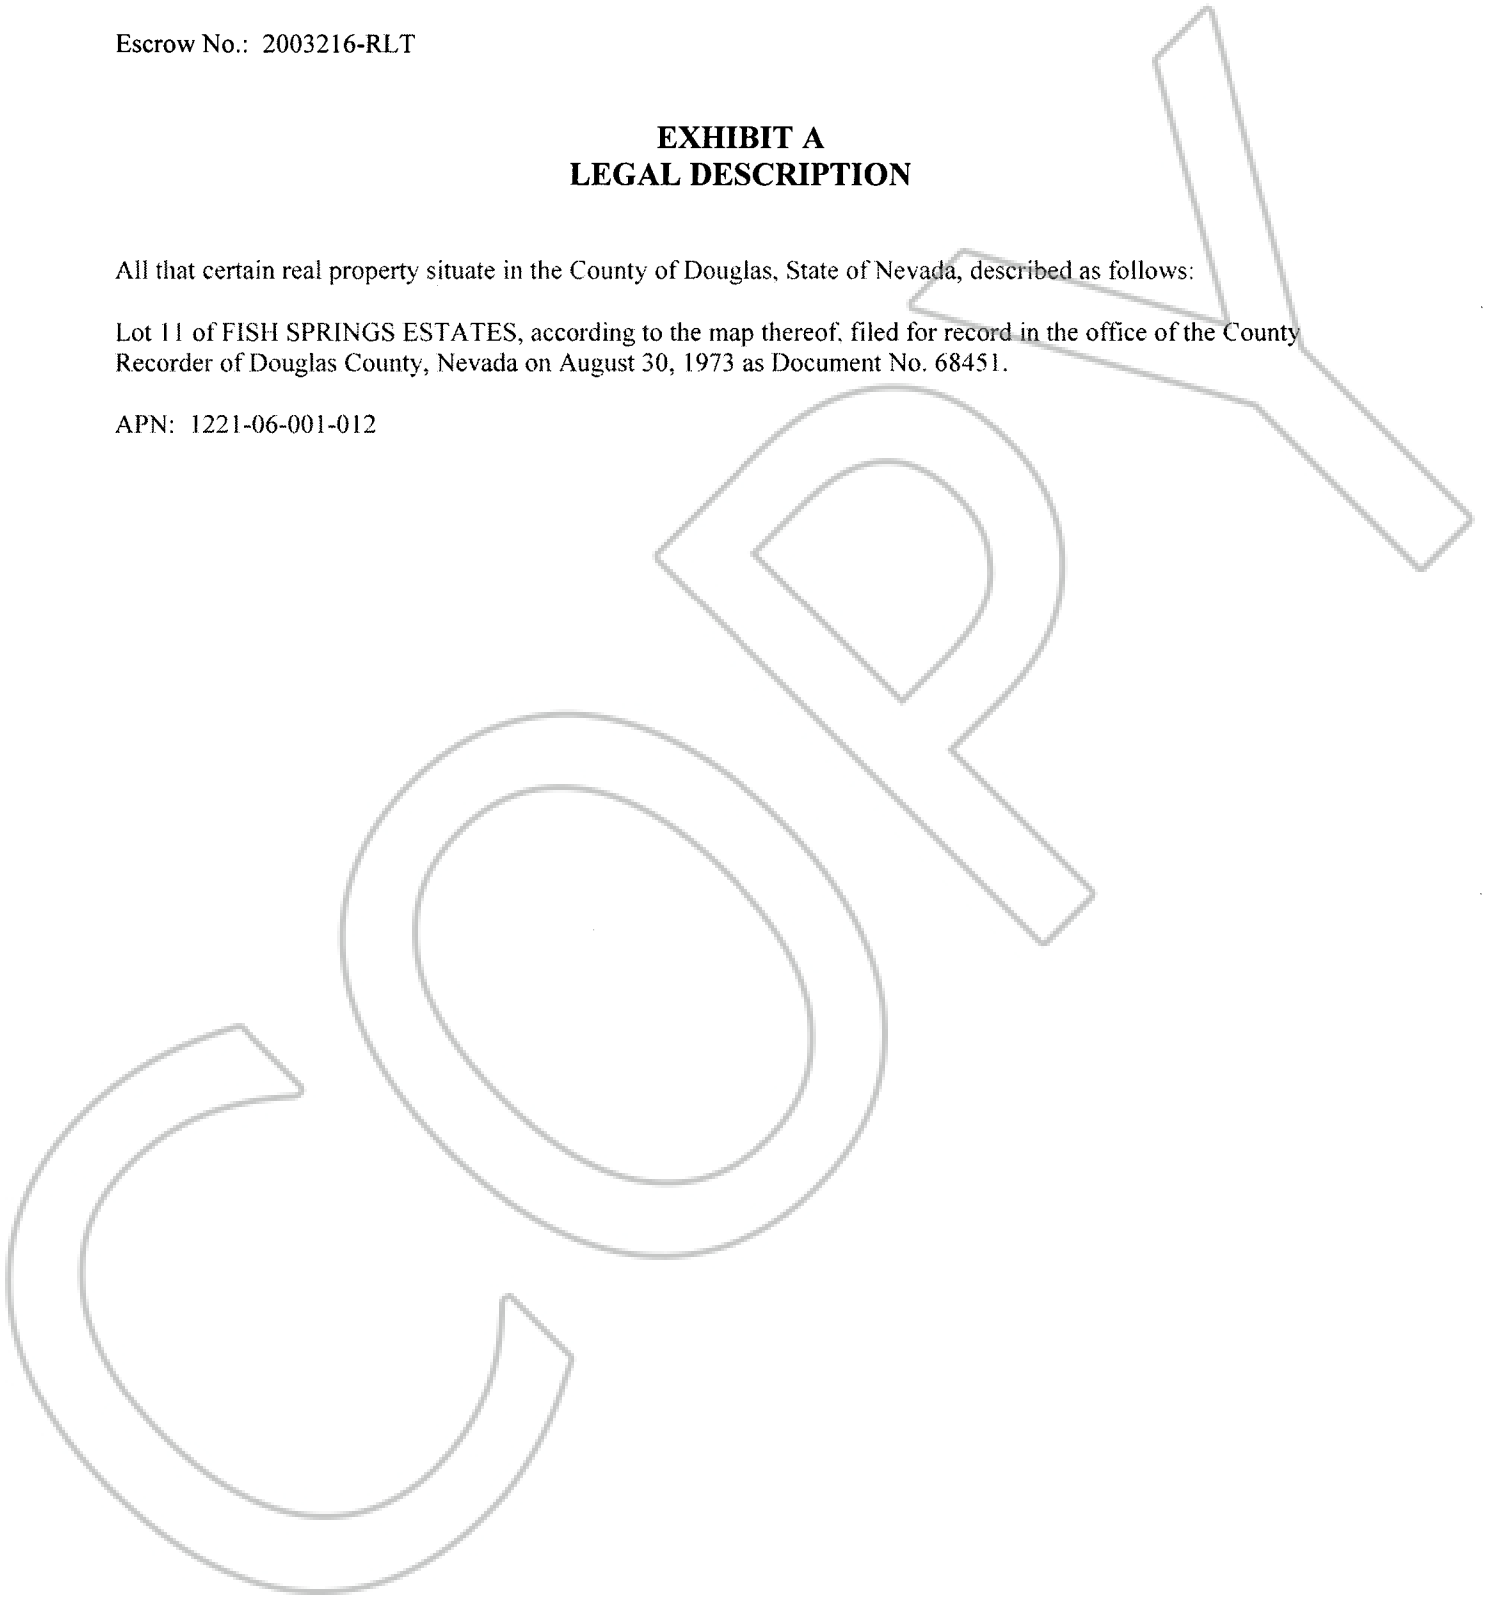 Escrow No.: 2003216-RLT
EXHIBIT A
LEGAL DESCRIPTION
All that certain real property situate in the County of Douglas, State of Nevada, described as follows:
Lot 11 of FISH SPRINGS ESTATES, according to the map thereof, filed for record in the office of the County
Recorder of Douglas County, Nevada on August 30, 1973 as Document No. 68451.
APN: 1221-06-001-012
COPY